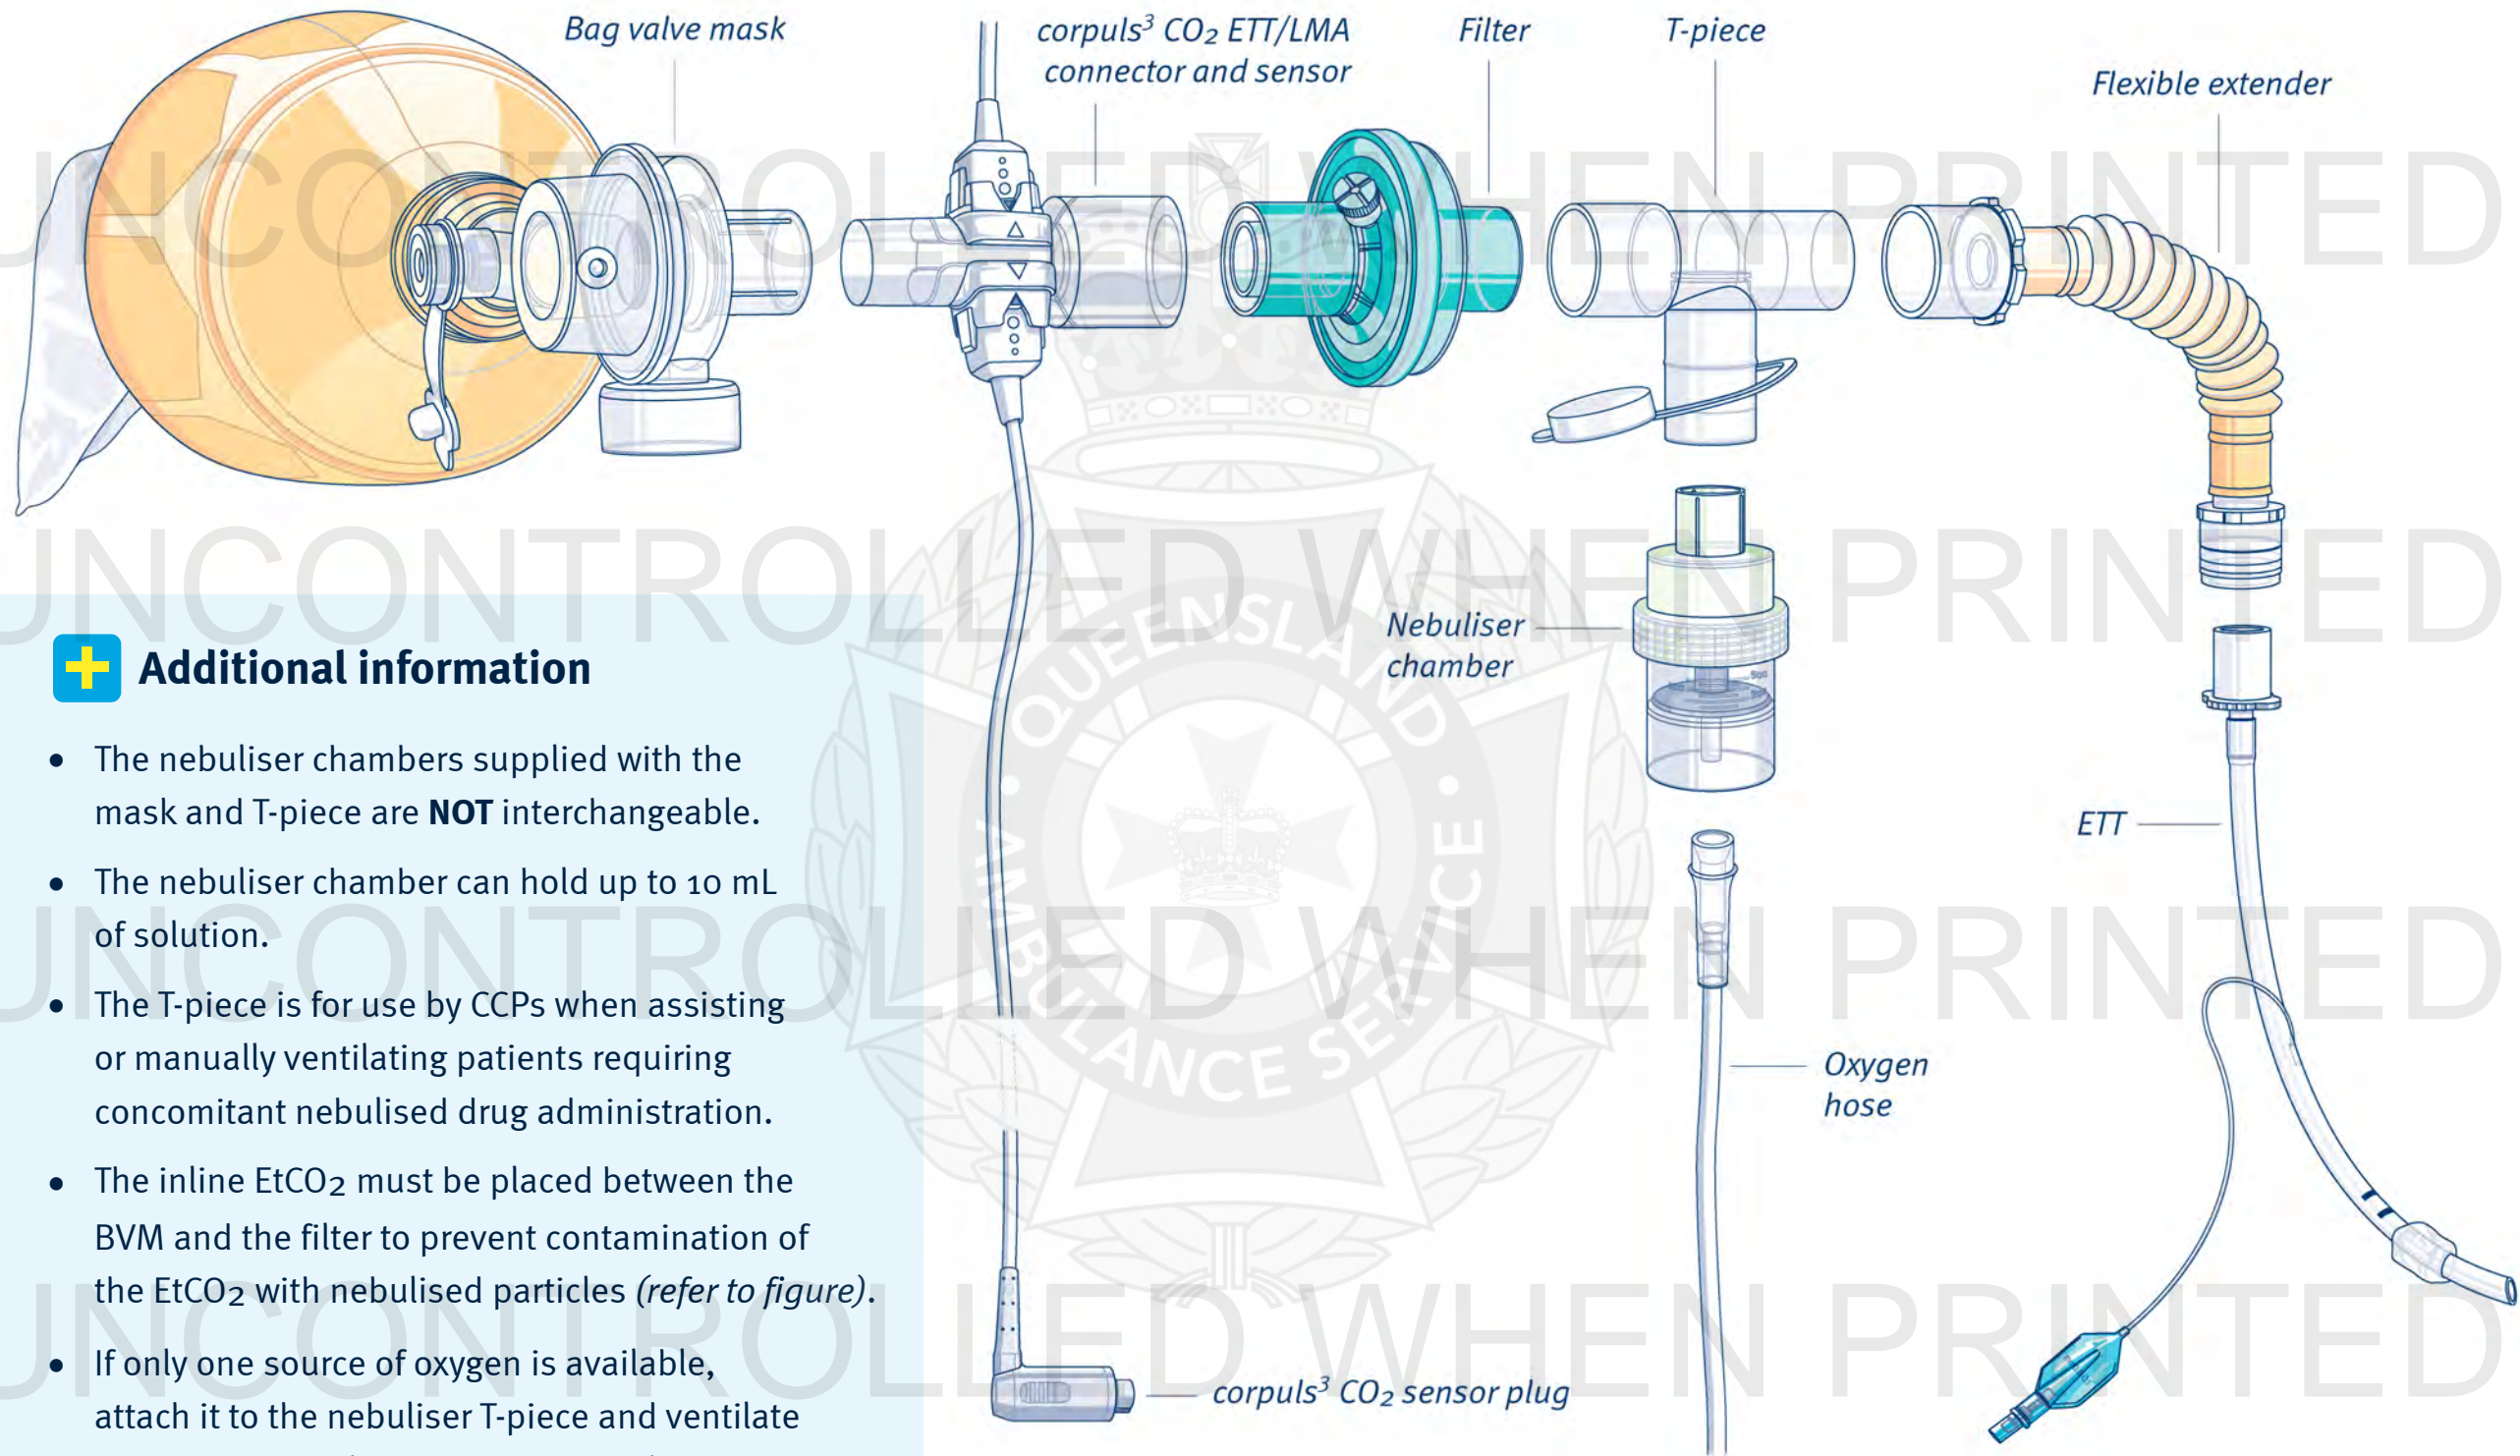 Bag valve mask
corpuls³ CO₂ ETT/LMA
connector and sensor
Filter
T-piece
Flexible extender
UNCONTROLLED WHEN PRINTED
UNCONTROLLED WHEN PRINTED
Nebuliser
chamber
Additional information
• The nebuliser chambers supplied with the
mask and T-piece are NOT interchangeable.
• The nebuliser chamber can hold up to 10 mL
of solution.
• The T-piece is for use by CCPs when assisting
or manually ventilating patients requiring
concomitant nebulised drug administration.
• The inline EtCO2 must be placed between the
BVM and the filter to prevent contamination of
the EtCO2 with nebulised particles (refer to figure).
• If only one source of oxygen is available,
attach it to the nebuliser T-piece and ventilate
QUEENSLAND
AMBULANCE SERVICE
ETT
UNCONTROLLED WHEN PRINTED
Oxygen
hose
UNCONTROLLED WHEN PRINTED
corpuls³ CO₂ sensor plug